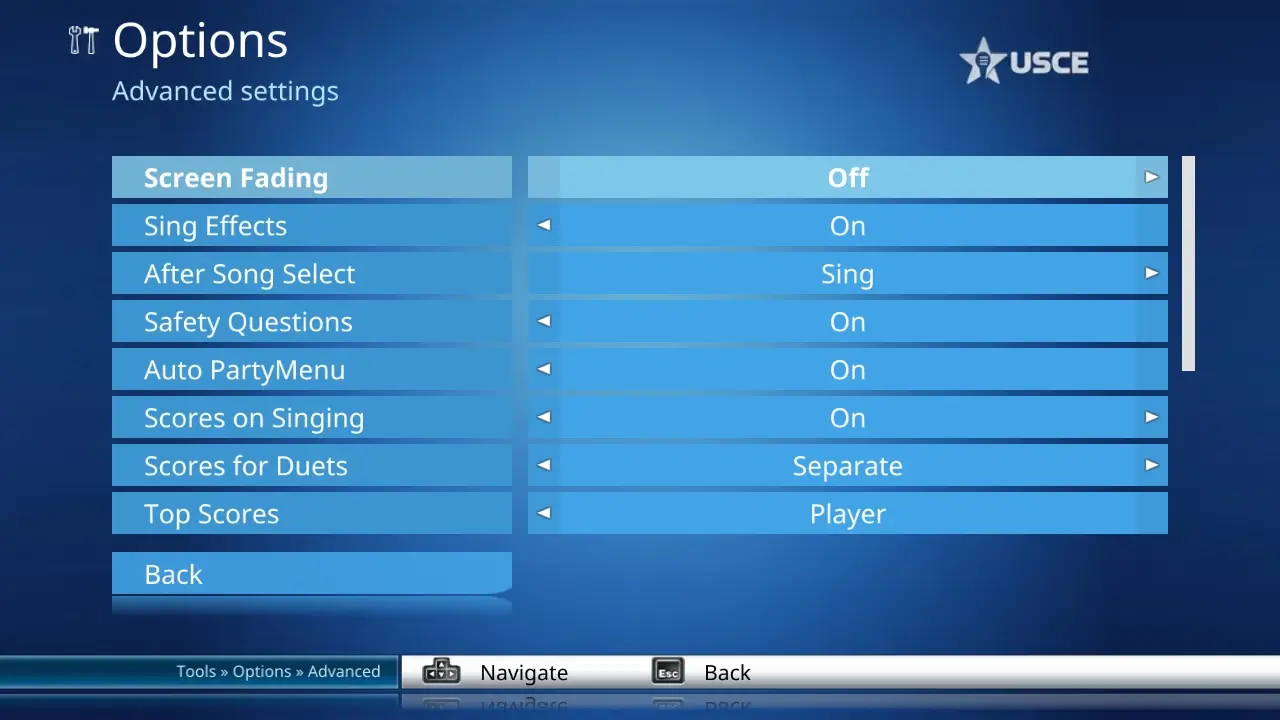 Options
USCE
Advanced settings
Screen Fading Off
Sing Effects On
After Song Select Sing
Safety Questions On
Auto PartyMenu On
Scores on Singing On
Scores for Duets Separate
Top Scores Player
Back
Tools » Options » Advanced Navigate Esc Back